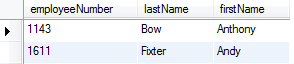 employeeNumber lastName firstName
1143 Bow Anthony
1611 Fixter Andy